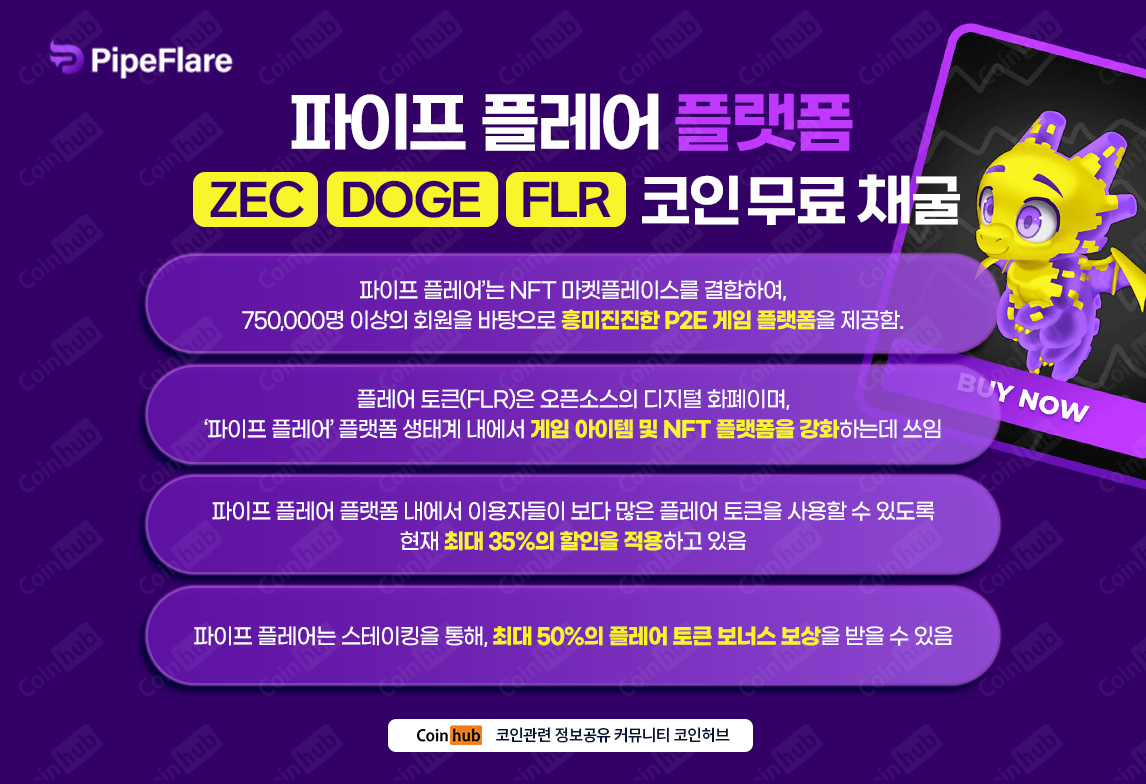 PipeFlare
파이프 플레어 플랫폼
ZEC DOGE FLR 코인 무료 채굴
파이프 플레어'는 NFT 마켓플레이스를 결합하여,
750,000명 이상의 회원을 바탕으로 흥미진진한 P2E 게임 플랫폼을 제공함.
플레어 토큰(FLR)은 오픈소스의 디지털 화폐이며,
‘파이프 플레어’ 플랫폼 생태계 내에서 게임 아이템 및 NFT 플랫폼을 강화하는데 쓰임
BUY NOW
파이프 플레어 플랫폼 내에서 이용자들이 보다 많은 플레어 토큰을 사용할 수 있도록
현재 최대 35%의 할인을 적용하고 있음
파이프 플레어는 스테이킹을 통해, 최대 50%의 플레어 토큰 보너스 보상을 받을 수 있음
Coin hub 코인관련 정보공유 커뮤니티 코인허브